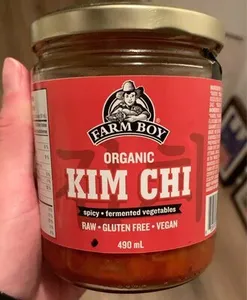 FARM BOY
ORGANIC
KIM CHI
spicy • fermented vegetables
RAW • GLUTEN FREE • VEGAN
490 mL